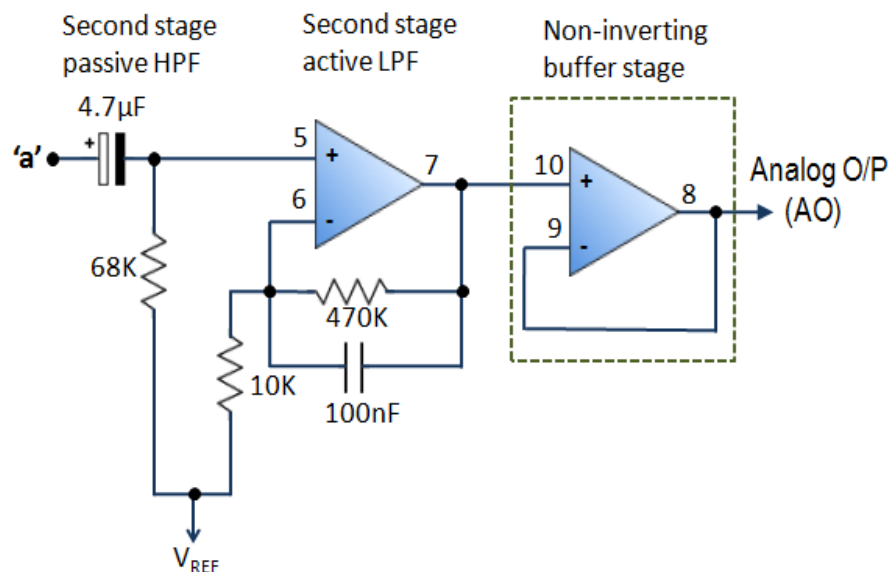 Second stage
passive HPF
Second stage
active LPF
Non-inverting
buffer stage
4.7µF
+
'a'
5
+
7
6
-
10
+
8
9
-
Analog O/P
(AO)
68K
470K
10K
100nF
VREF